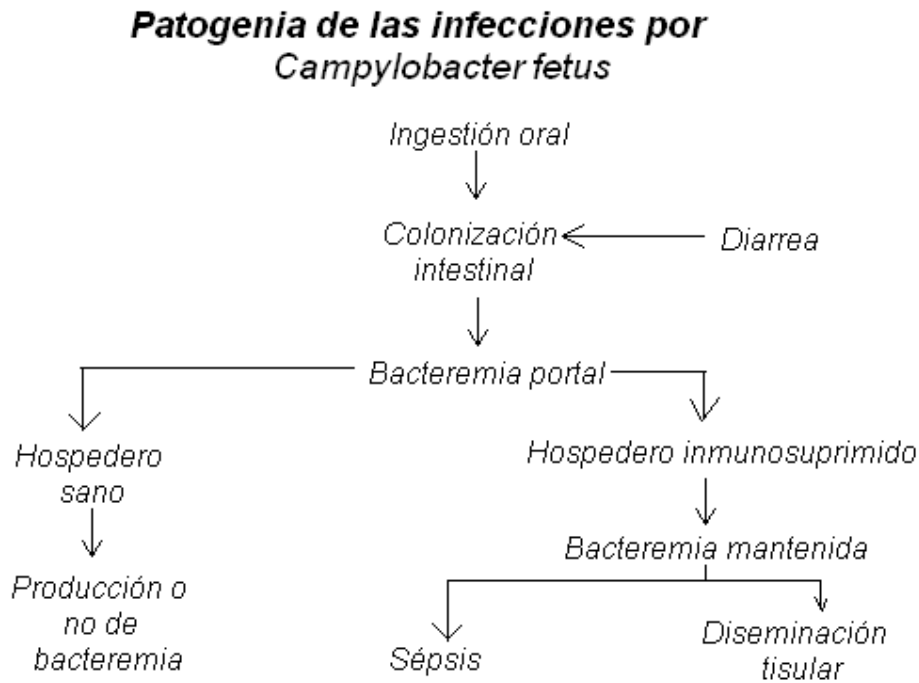 Patogenia de las infecciones por
Campylobacter fetus
Ingestión oral
Colonización
intestinal
Diarrea
Bacteremia portal
Hospedero
sano
Hospedero inmunosuprimido
Bacteremia mantenida
Producción o
no de
bacteremia
Sépsis
Diseminación
tisular